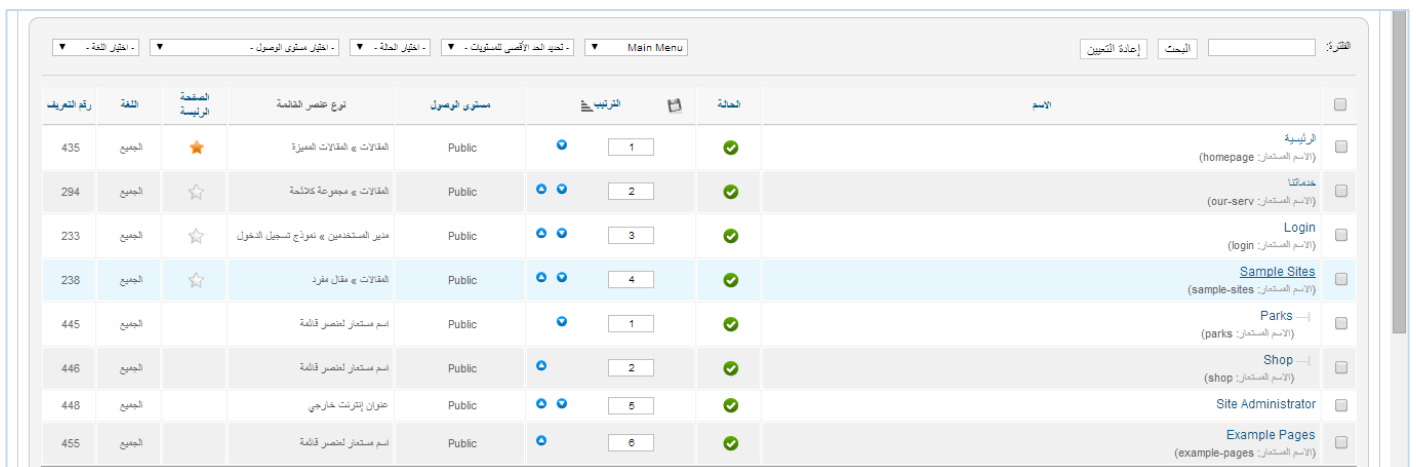 الفلترة: البحث إعادة التعيين Main Menu - تحديد الحد الأقصى للمستويات - - اختيار الحالة - - اختيار مستوى الوصول - - اختيار اللغة -
الاسم الحالة الترتيب مستوى الوصول نوع عنصر القائمة الصفحة الرئيسة اللغة رقم التعريف
الرئيسية 1 Public المقالات » المقالات المميزة الجميع 435
(الاسم المستعار: homepage)
خدماتنا 2 Public المقالات » مجموعة كلائحة الجميع 294
(الاسم المستعار: our-serv)
Login 3 Public مدير المستخدمين » نموذج تسجيل الدخول الجميع 233
(الاسم المستعار: login)
Sample Sites 4 Public المقالات » مقال مفرد الجميع 238
(الاسم المستعار: sample-sites)
Parks 1 Public اسم مستعار لعنصر قائمة الجميع 445
(الاسم المستعار: parks)
Shop 2 Public اسم مستعار لعنصر قائمة الجميع 446
(الاسم المستعار: shop)
Site Administrator 5 Public عنوان إنترنت خارجي الجميع 448
Example Pages 6 Public اسم مستعار لعنصر قائمة الجميع 455
(الاسم المستعار: example-pages)